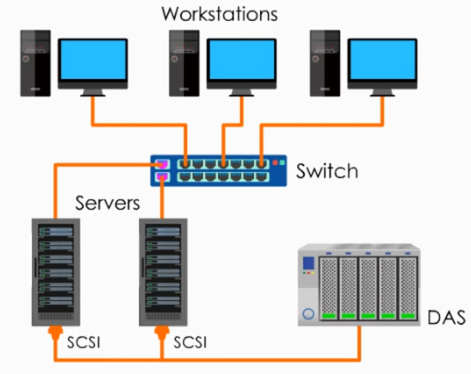 Workstations
Switch
Servers
DAS
SCSI
SCSI